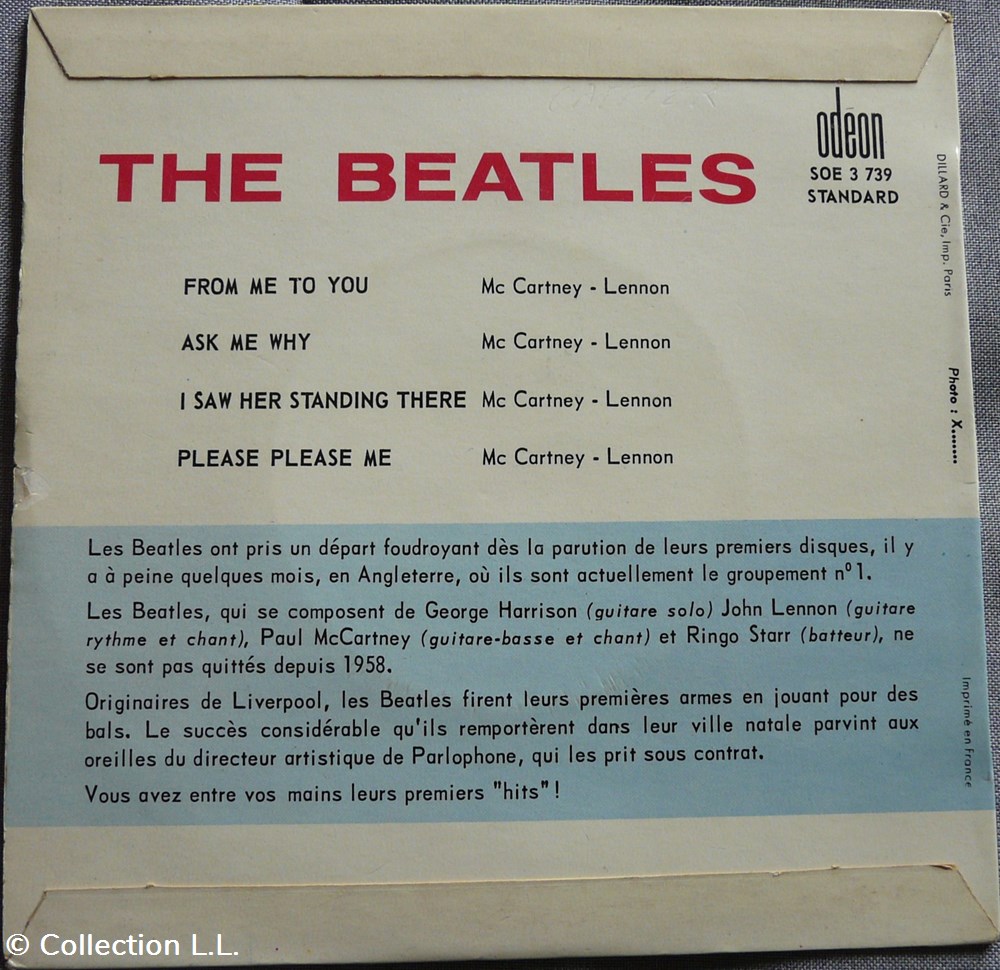 odéon
SOE 3 739
STANDARD
THE BEATLES
FROM ME TO YOU Mc Cartney - Lennon
ASK ME WHY Mc Cartney - Lennon
I SAW HER STANDING THERE Mc Cartney - Lennon
PLEASE PLEASE ME Mc Cartney - Lennon
Les Beatles ont pris un départ foudroyant dès la parution de leurs premiers disques, il y
a à peine quelques mois, en Angleterre, où ils sont actuellement le groupement nº1.
Les Beatles, qui se composent de George Harrison (guitare solo) John Lennon (guitare
rythme et chant), Paul McCartney (guitare-basse et chant) et Ringo Starr (batteur), ne
se sont pas quittés depuis 1958.
Originaires de Liverpool, les Beatles firent leurs premières armes en jouant pour des
bals. Le succès considérable qu'ils remportèrent dans leur ville natale parvint aux
oreilles du directeur artistique de Parlophone, qui les prit sous contrat.
Vous avez entre vos mains leurs premiers "hits" !
DILLARD & Cie, Imp. Paris
Photo : X.......
Imprimé en France
© Collection L.L.